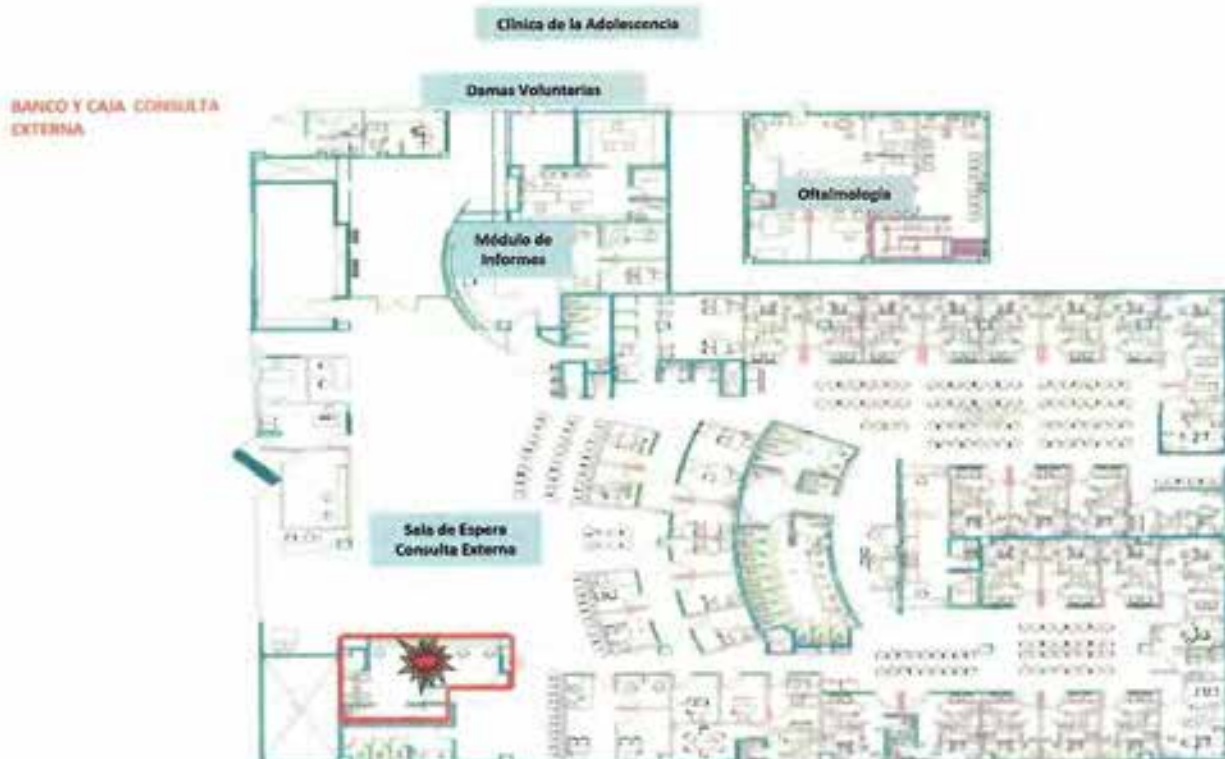 Clínica de la Adolescencia
Damas Voluntarias
BANCO Y CAJA CONSULTA
EXTERNA
Oftalmología
Módulo de
Informes
Sala de Espera
Consulta Externa